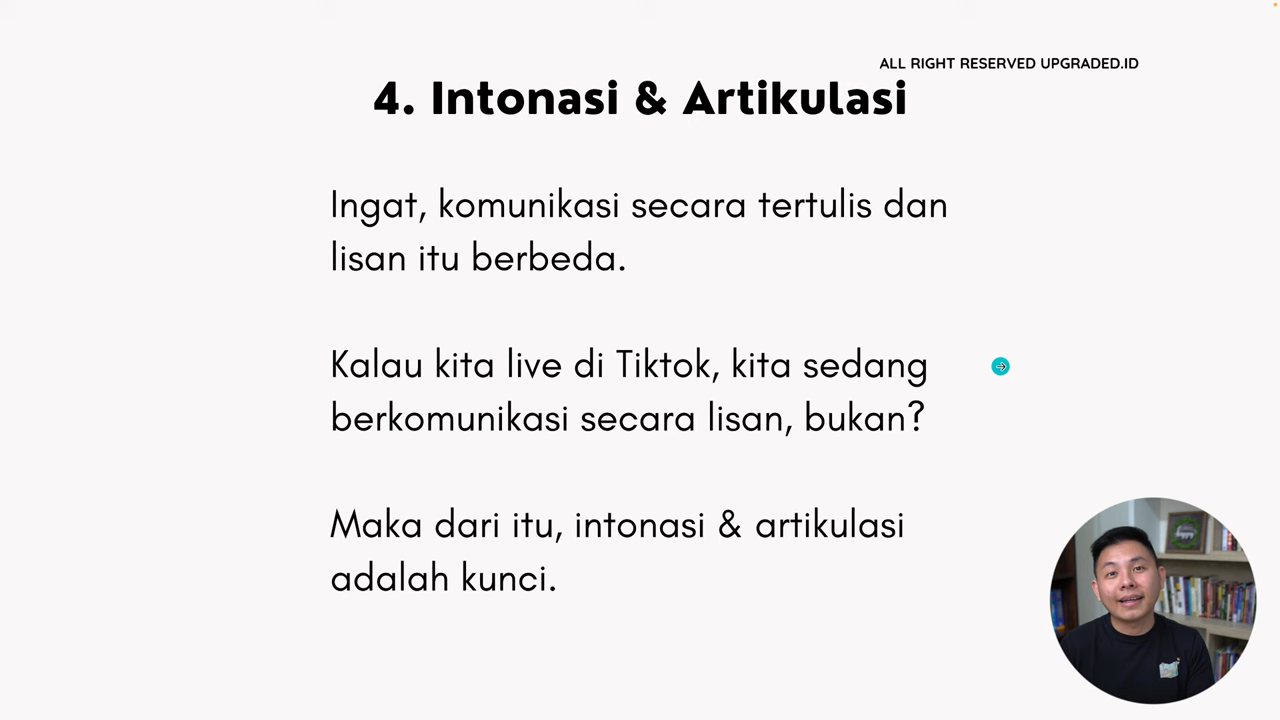 ALL RIGHT RESERVED UPGRADED.ID
4. Intonasi & Artikulasi
Ingat, komunikasi secara tertulis dan
lisan itu berbeda.
Kalau kita live di Tiktok, kita sedang
berkomunikasi secara lisan, bukan?
Maka dari itu, intonasi & artikulasi
adalah kunci.